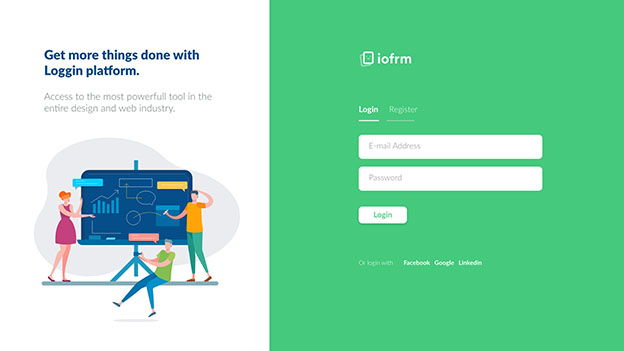 Get more things done with
Loggin platform.
Access to the most powerfull tool in the
entire design and web industry.
iofrm
Login Register
E-mail Address
Password
Login
Or login with Facebook Google Linkedin